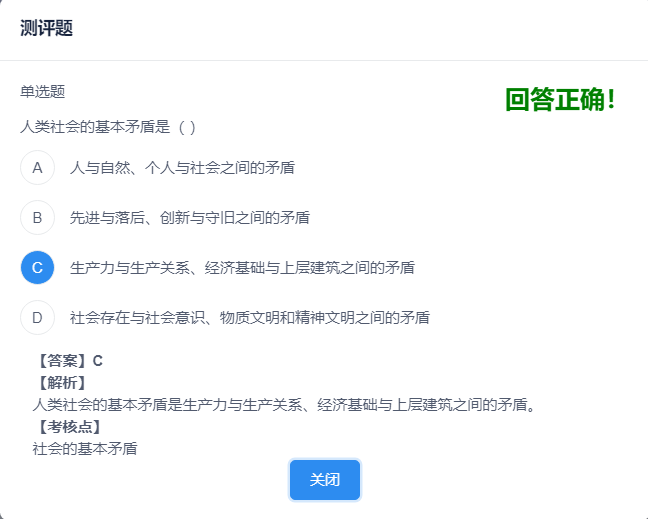 测评题
单选题
回答正确！
人类社会的基本矛盾是（ ）
A 人与自然、个人与社会之间的矛盾
B 先进与落后、创新与守旧之间的矛盾
C 生产力与生产关系、经济基础与上层建筑之间的矛盾
D 社会存在与社会意识、物质文明和精神文明之间的矛盾
【答案】C
【解析】
人类社会的基本矛盾是生产力与生产关系、经济基础与上层建筑之间的矛盾。
【考核点】
社会的基本矛盾
关闭